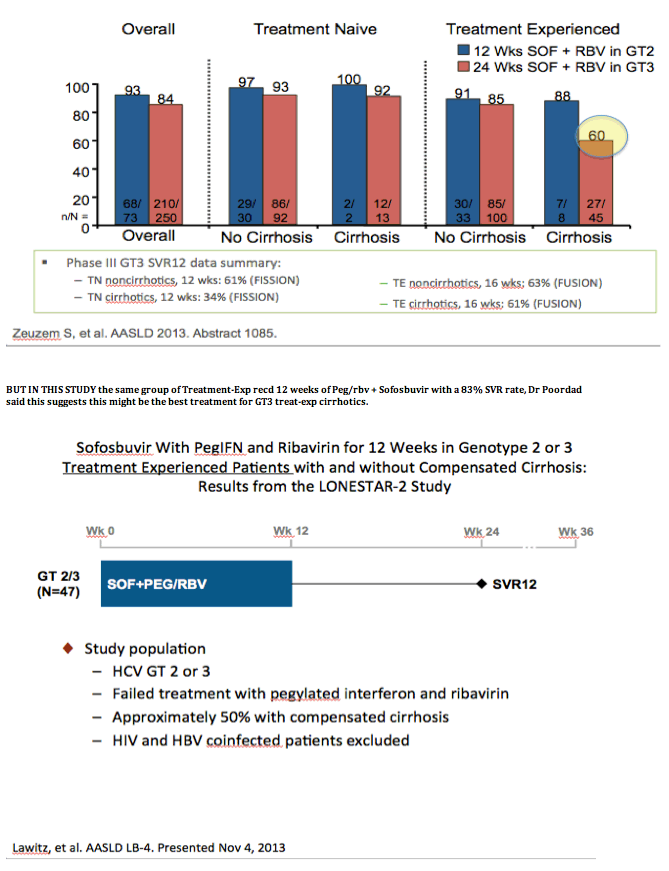 Overall Treatment Naive Treatment Experienced
12 Wks SOF + RBV in GT2
24 Wks SOF + RBV in GT3
100
80
60
40
20
0
n/N =
93 84 97 93 100 92 91 85 88 60
68/ 210/ 29/ 86/ 2/ 12/ 30/ 85/ 7/ 27/
73 250 30 92 2 13 33 100 8 45
Overall No Cirrhosis Cirrhosis No Cirrhosis Cirrhosis
▪ Phase III GT3 SVR12 data summary:
– TN noncirrhotics, 12 wks: 61% (FISSION)
– TN cirrhotics, 12 wks: 34% (FISSION)
– TE noncirrhotics, 16 wks; 63% (FUSION)
– TE cirrhotics, 16 wks; 61% (FUSION)
Zeuzem S, et al. AASLD 2013. Abstract 1085.
BUT IN THIS STUDY the same group of Treatment-Exp recd 12 weeks of Peg/rbv + Sofosbuvir with a 83% SVR rate, Dr Poordad
said this suggests this might be the best treatment for GT3 treat-exp cirrhotics.
Sofosbuvir With PegIFN and Ribavirin for 12 Weeks in Genotype 2 or 3
Treatment Experienced Patients with and without Compensated Cirrhosis:
Results from the LONESTAR-2 Study
Wk 0 Wk 12 Wk 24 Wk 36
GT 2/3
(N=47)
SOF+PEG/RBV
SVR12
◆ Study population
– HCV GT 2 or 3
– Failed treatment with pegylated interferon and ribavirin
– Approximately 50% with compensated cirrhosis
– HIV and HBV coinfected patients excluded
Lawitz, et al. AASLD LB-4. Presented Nov 4, 2013